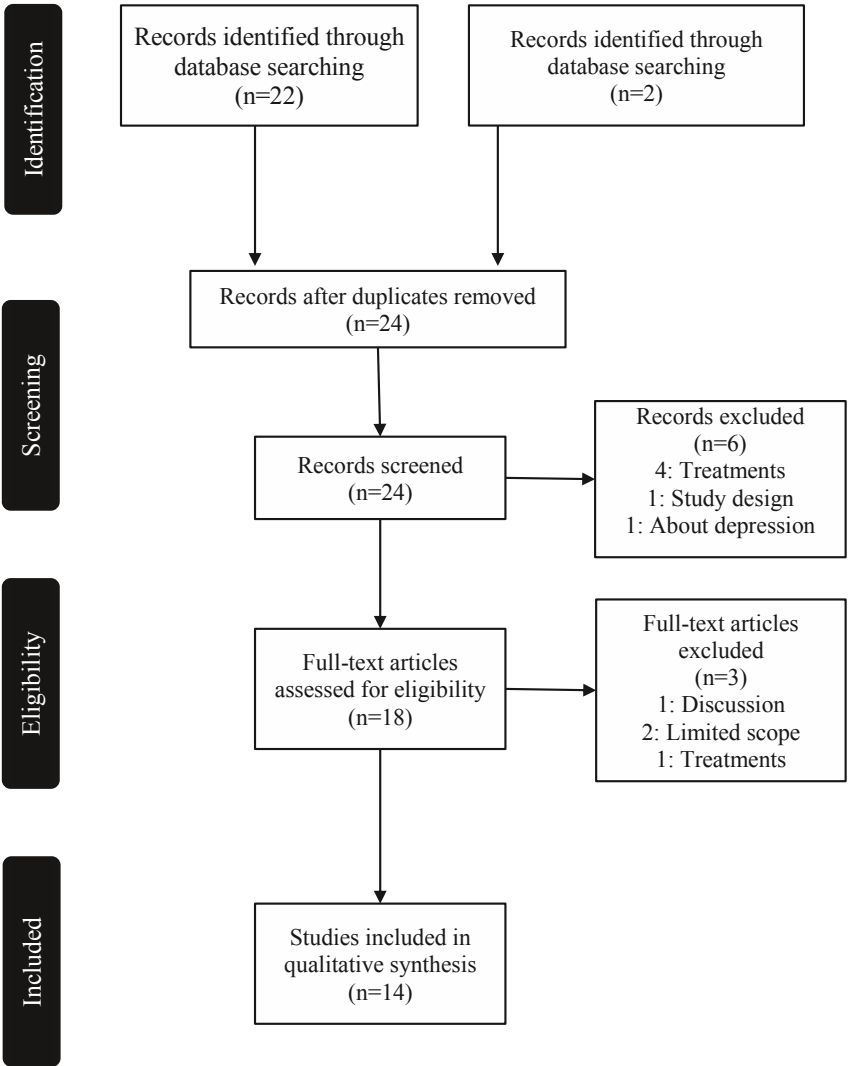 Identification
Records identified through
database searching
(n=22)
Records identified through
database searching
(n=2)
Records after duplicates removed
(n=24)
Screening
Records screened
(n=24)
Records excluded
(n=6)
4: Treatments
1: Study design
1: About depression
Eligibility
Full-text articles
assessed for eligibility
(n=18)
Full-text articles
excluded
(n=3)
1: Discussion
2: Limited scope
1: Treatments
Included
Studies included in
qualitative synthesis
(n=14)